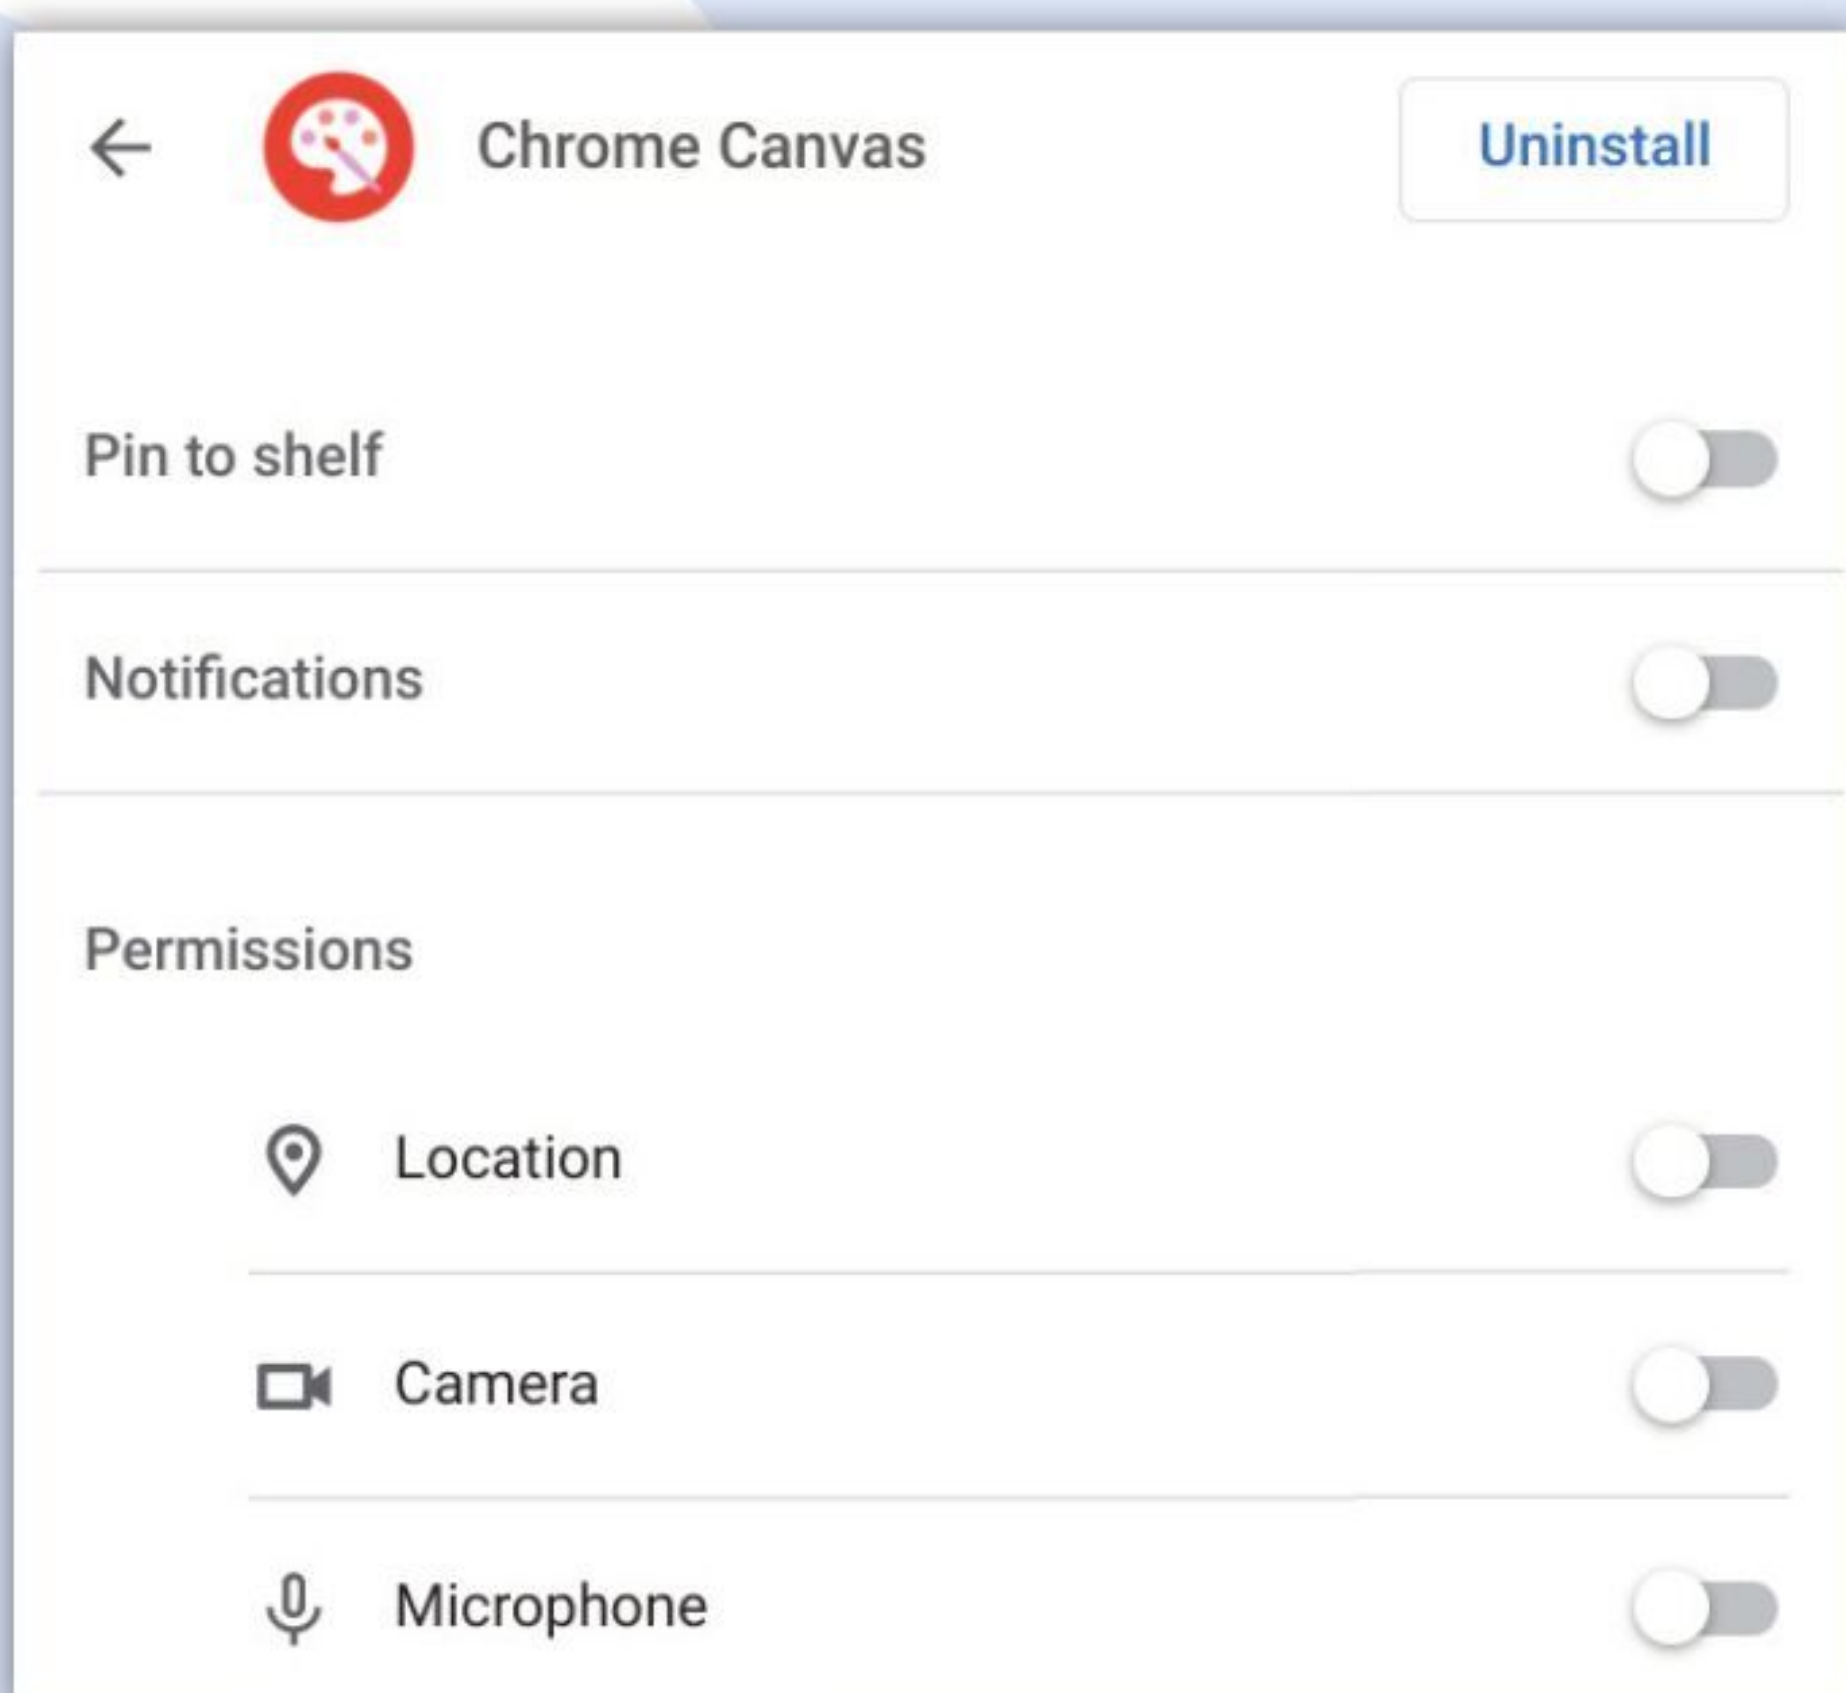 Chrome Canvas
Uninstall
Pin to shelf
Notifications
Permissions
Location
Camera
Microphone